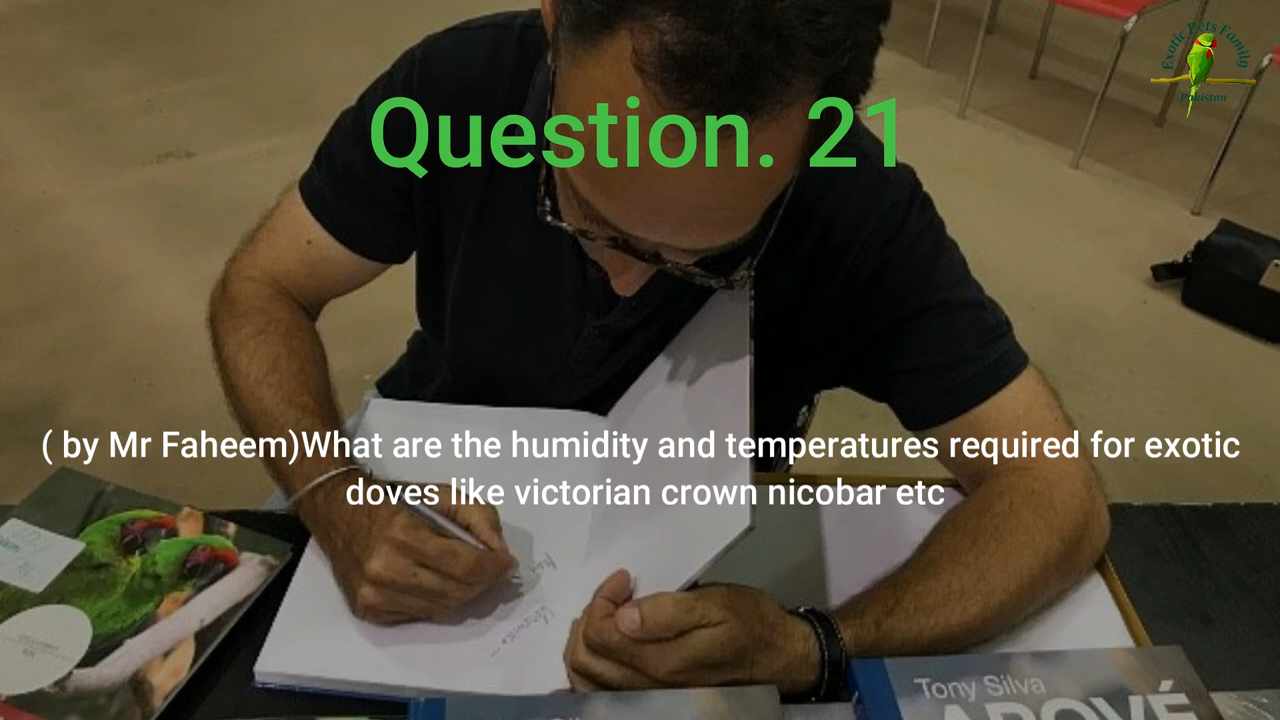 Exotic Pets Family
Pakistan
Question. 21
( by Mr Faheem)What are the humidity and temperatures required for exotic
doves like victorian crown nicobar etc
Tony Silva